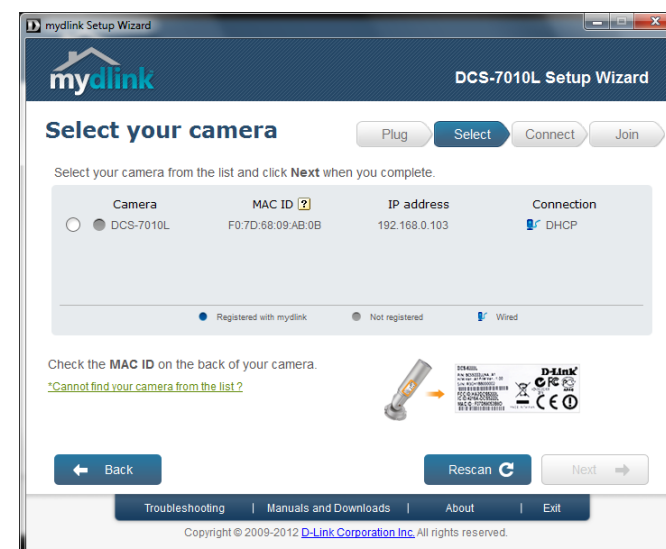 mydlink Setup Wizard
mydlink
DCS-7010L Setup Wizard
Select your camera
Plug Select Connect Join
Select your camera from the list and click Next when you complete.
Camera MAC ID ? IP address Connection
DCS-7010L F0:7D:68:09:AB:0B 192.168.0.103 DHCP
Registered with mydlink Not registered Wired
Check the MAC ID on the back of your camera.
*Cannot find your camera from the list ?
D-Link
Back Rescan Next
Troubleshooting | Manuals and Downloads | About | Exit
Copyright © 2009-2012 D-Link Corporation Inc. All rights reserved.